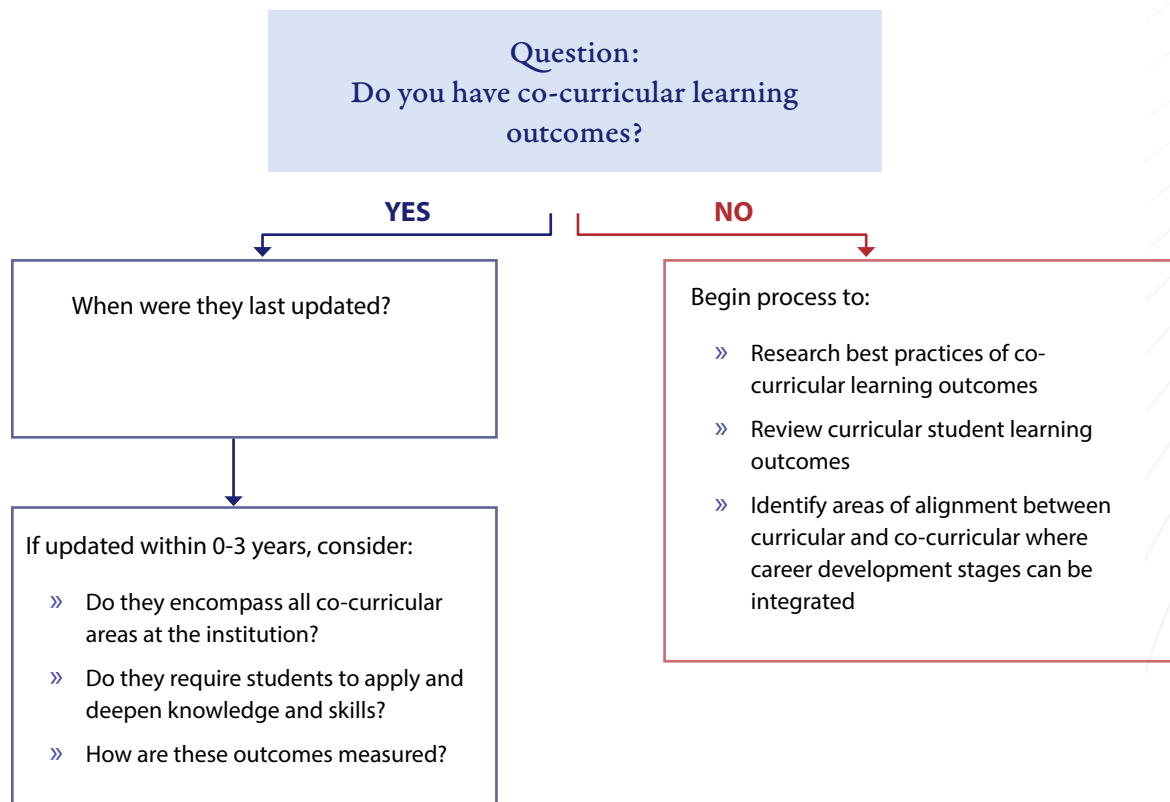 Question:
Do you have co-curricular learning
outcomes?
YES
NO
When were they last updated?
If updated within 0-3 years, consider:
» Do they encompass all co-curricular
areas at the institution?
» Do they require students to apply and
deepen knowledge and skills?
» How are these outcomes measured?
Begin process to:
» Research best practices of co-
curricular learning outcomes
» Review curricular student learning
outcomes
» Identify areas of alignment between
curricular and co-curricular where
career development stages can be
integrated